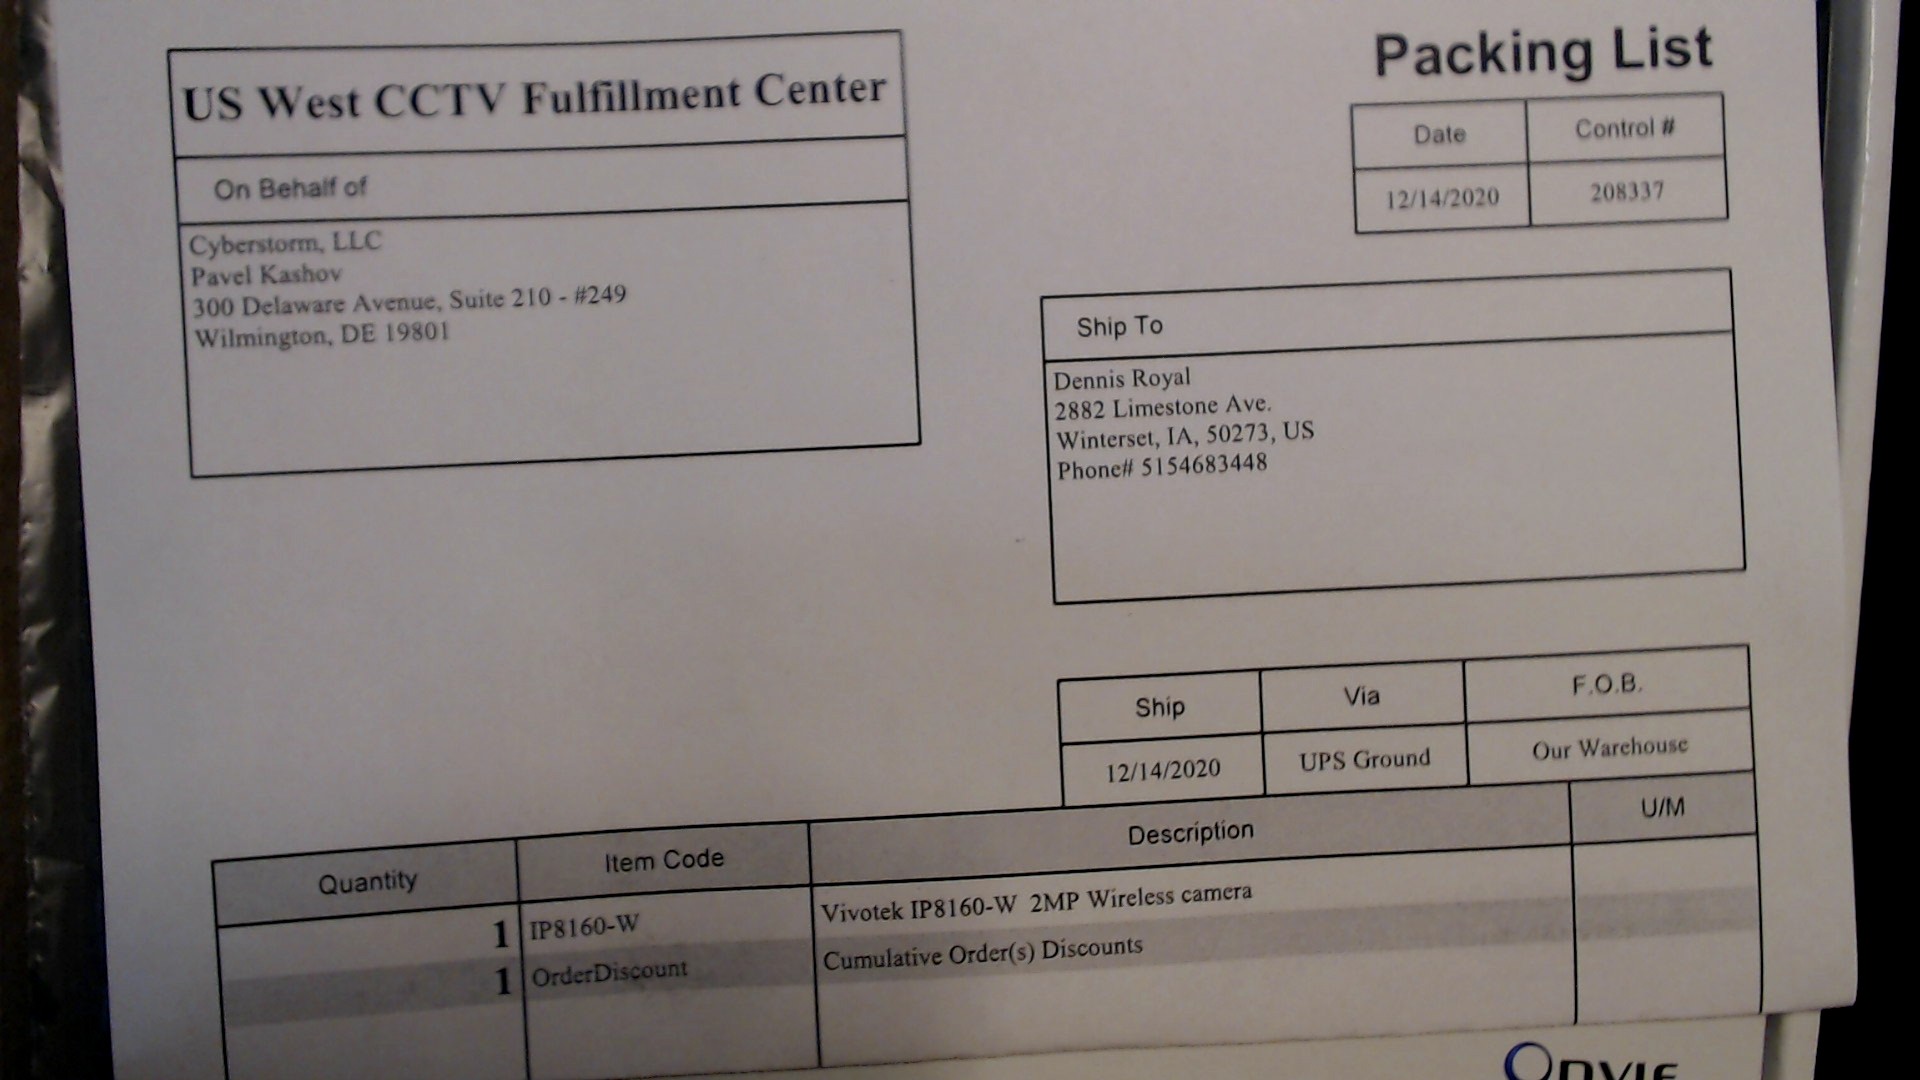 US West CCTV Fulfillment Center
On Behalf of
Cyberstorm, LLC
Pavel Kashov
300 Delaware Avenue, Suite 210 - #249
Wilmington, DE 19801
Packing List
Date Control #
12/14/2020 208337
Ship To
Dennis Royal
2882 Limestone Ave.
Winterset, IA, 50273, US
Phone# 5154683448
Ship Via F.O.B.
12/14/2020 UPS Ground Our Warehouse
Quantity Item Code Description U/M
1 IP8160-W Vivotek IP8160-W 2MP Wireless camera
1 OrderDiscount Cumulative Order(s) Discounts
ONVIF